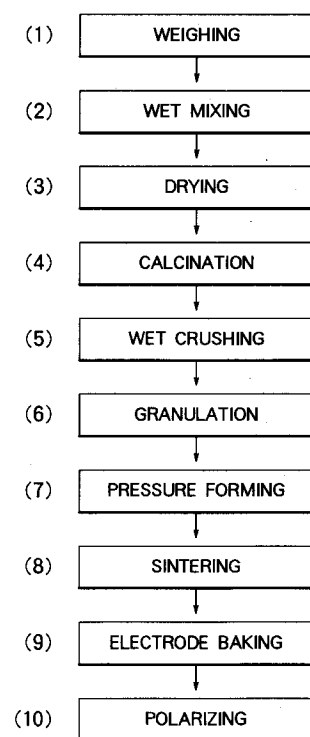 (1) WEIGHING
(2) WET MIXING
(3) DRYING
(4) CALCINATION
(5) WET CRUSHING
(6) GRANULATION
(7) PRESSURE FORMING
(8) SINTERING
(9) ELECTRODE BAKING
(10) POLARIZING